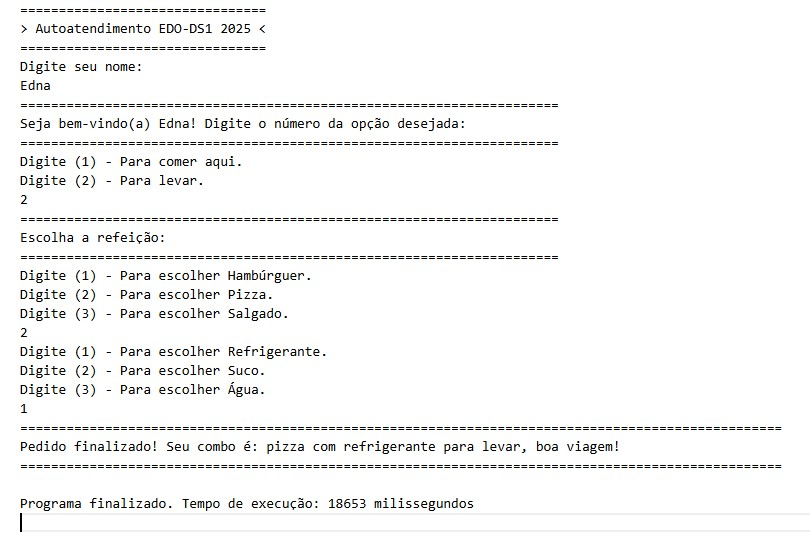 ================================
> Autoatendimento EDO-DS1 2025 <
================================
Digite seu nome:
Edna
======================================================================
Seja bem-vindo(a) Edna! Digite o número da opção desejada:
======================================================================
Digite (1) - Para comer aqui.
Digite (2) - Para levar.
2
======================================================================
Escolha a refeição:
======================================================================
Digite (1) - Para escolher Hambúrguer.
Digite (2) - Para escolher Pizza.
Digite (3) - Para escolher Salgado.
2
Digite (1) - Para escolher Refrigerante.
Digite (2) - Para escolher Suco.
Digite (3) - Para escolher Água.
1
===================================================================================================
Pedido finalizado! Seu combo é: pizza com refrigerante para levar, boa viagem!
===================================================================================================
Programa finalizado. Tempo de execução: 18653 milissegundos